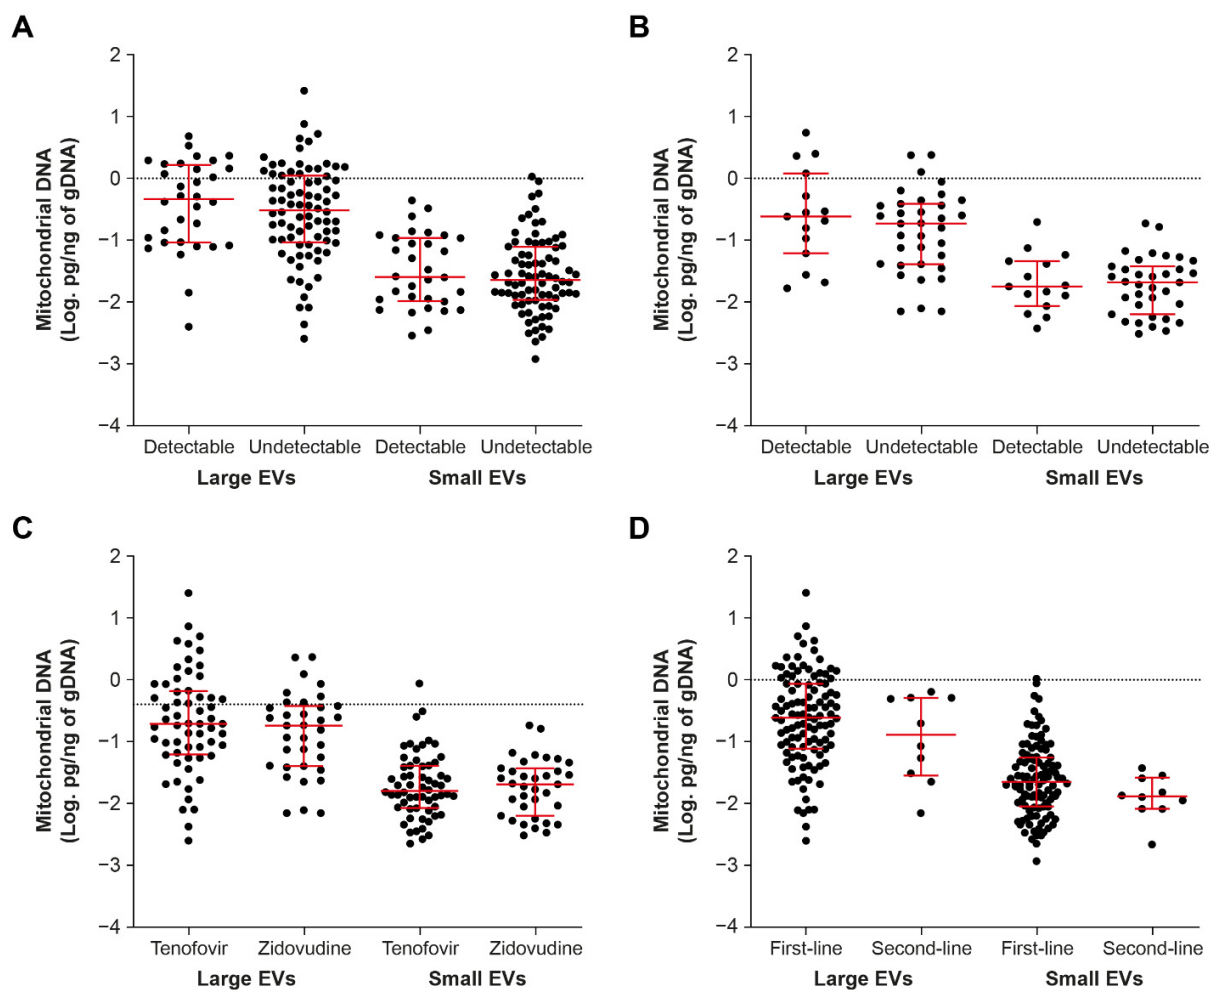 A
Mitochondrial DNA
(Log. pg/ng of gDNA)
2
1
0
−1
−2
−3
−4
Detectable Undetectable Detectable Undetectable
Large EVs Small EVs
B
Mitochondrial DNA
(Log. pg/ng of gDNA)
2
1
0
−1
−2
−3
−4
Detectable Undetectable Detectable Undetectable
Large EVs Small EVs
C
Mitochondrial DNA
(Log. pg/ng of gDNA)
2
1
0
−1
−2
−3
−4
Tenofovir Zidovudine Tenofovir Zidovudine
Large EVs Small EVs
D
Mitochondrial DNA
(Log. pg/ng of gDNA)
2
1
0
−1
−2
−3
−4
First-line Second-line First-line Second-line
Large EVs Small EVs